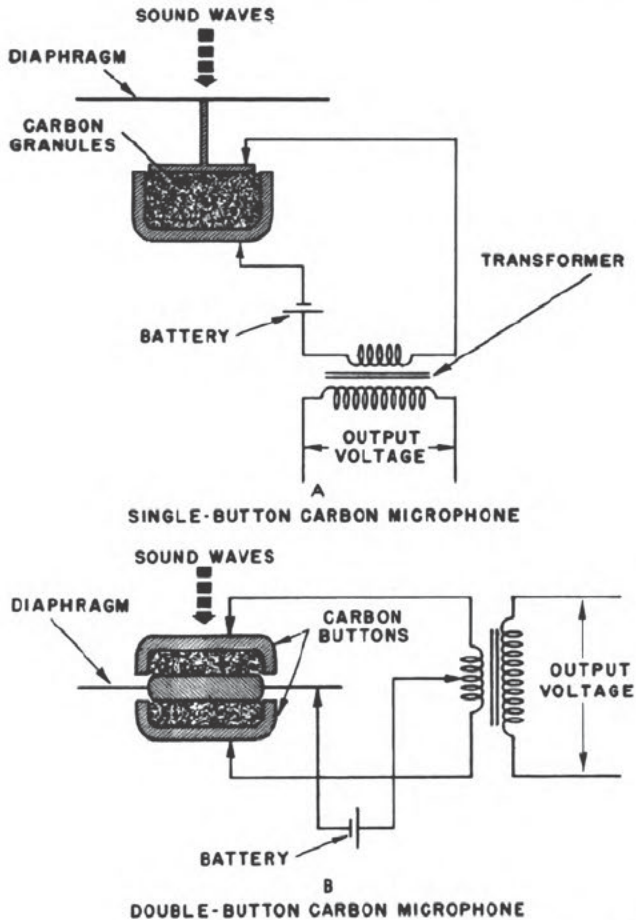 SOUND WAVES
DIAPHRAGM
CARBON
GRANULES
TRANSFORMER
BATTERY
OUTPUT
VOLTAGE
A
SINGLE-BUTTON CARBON MICROPHONE
SOUND WAVES
DIAPHRAGM
CARBON
BUTTONS
OUTPUT
VOLTAGE
BATTERY
B
DOUBLE-BUTTON CARBON MICROPHONE